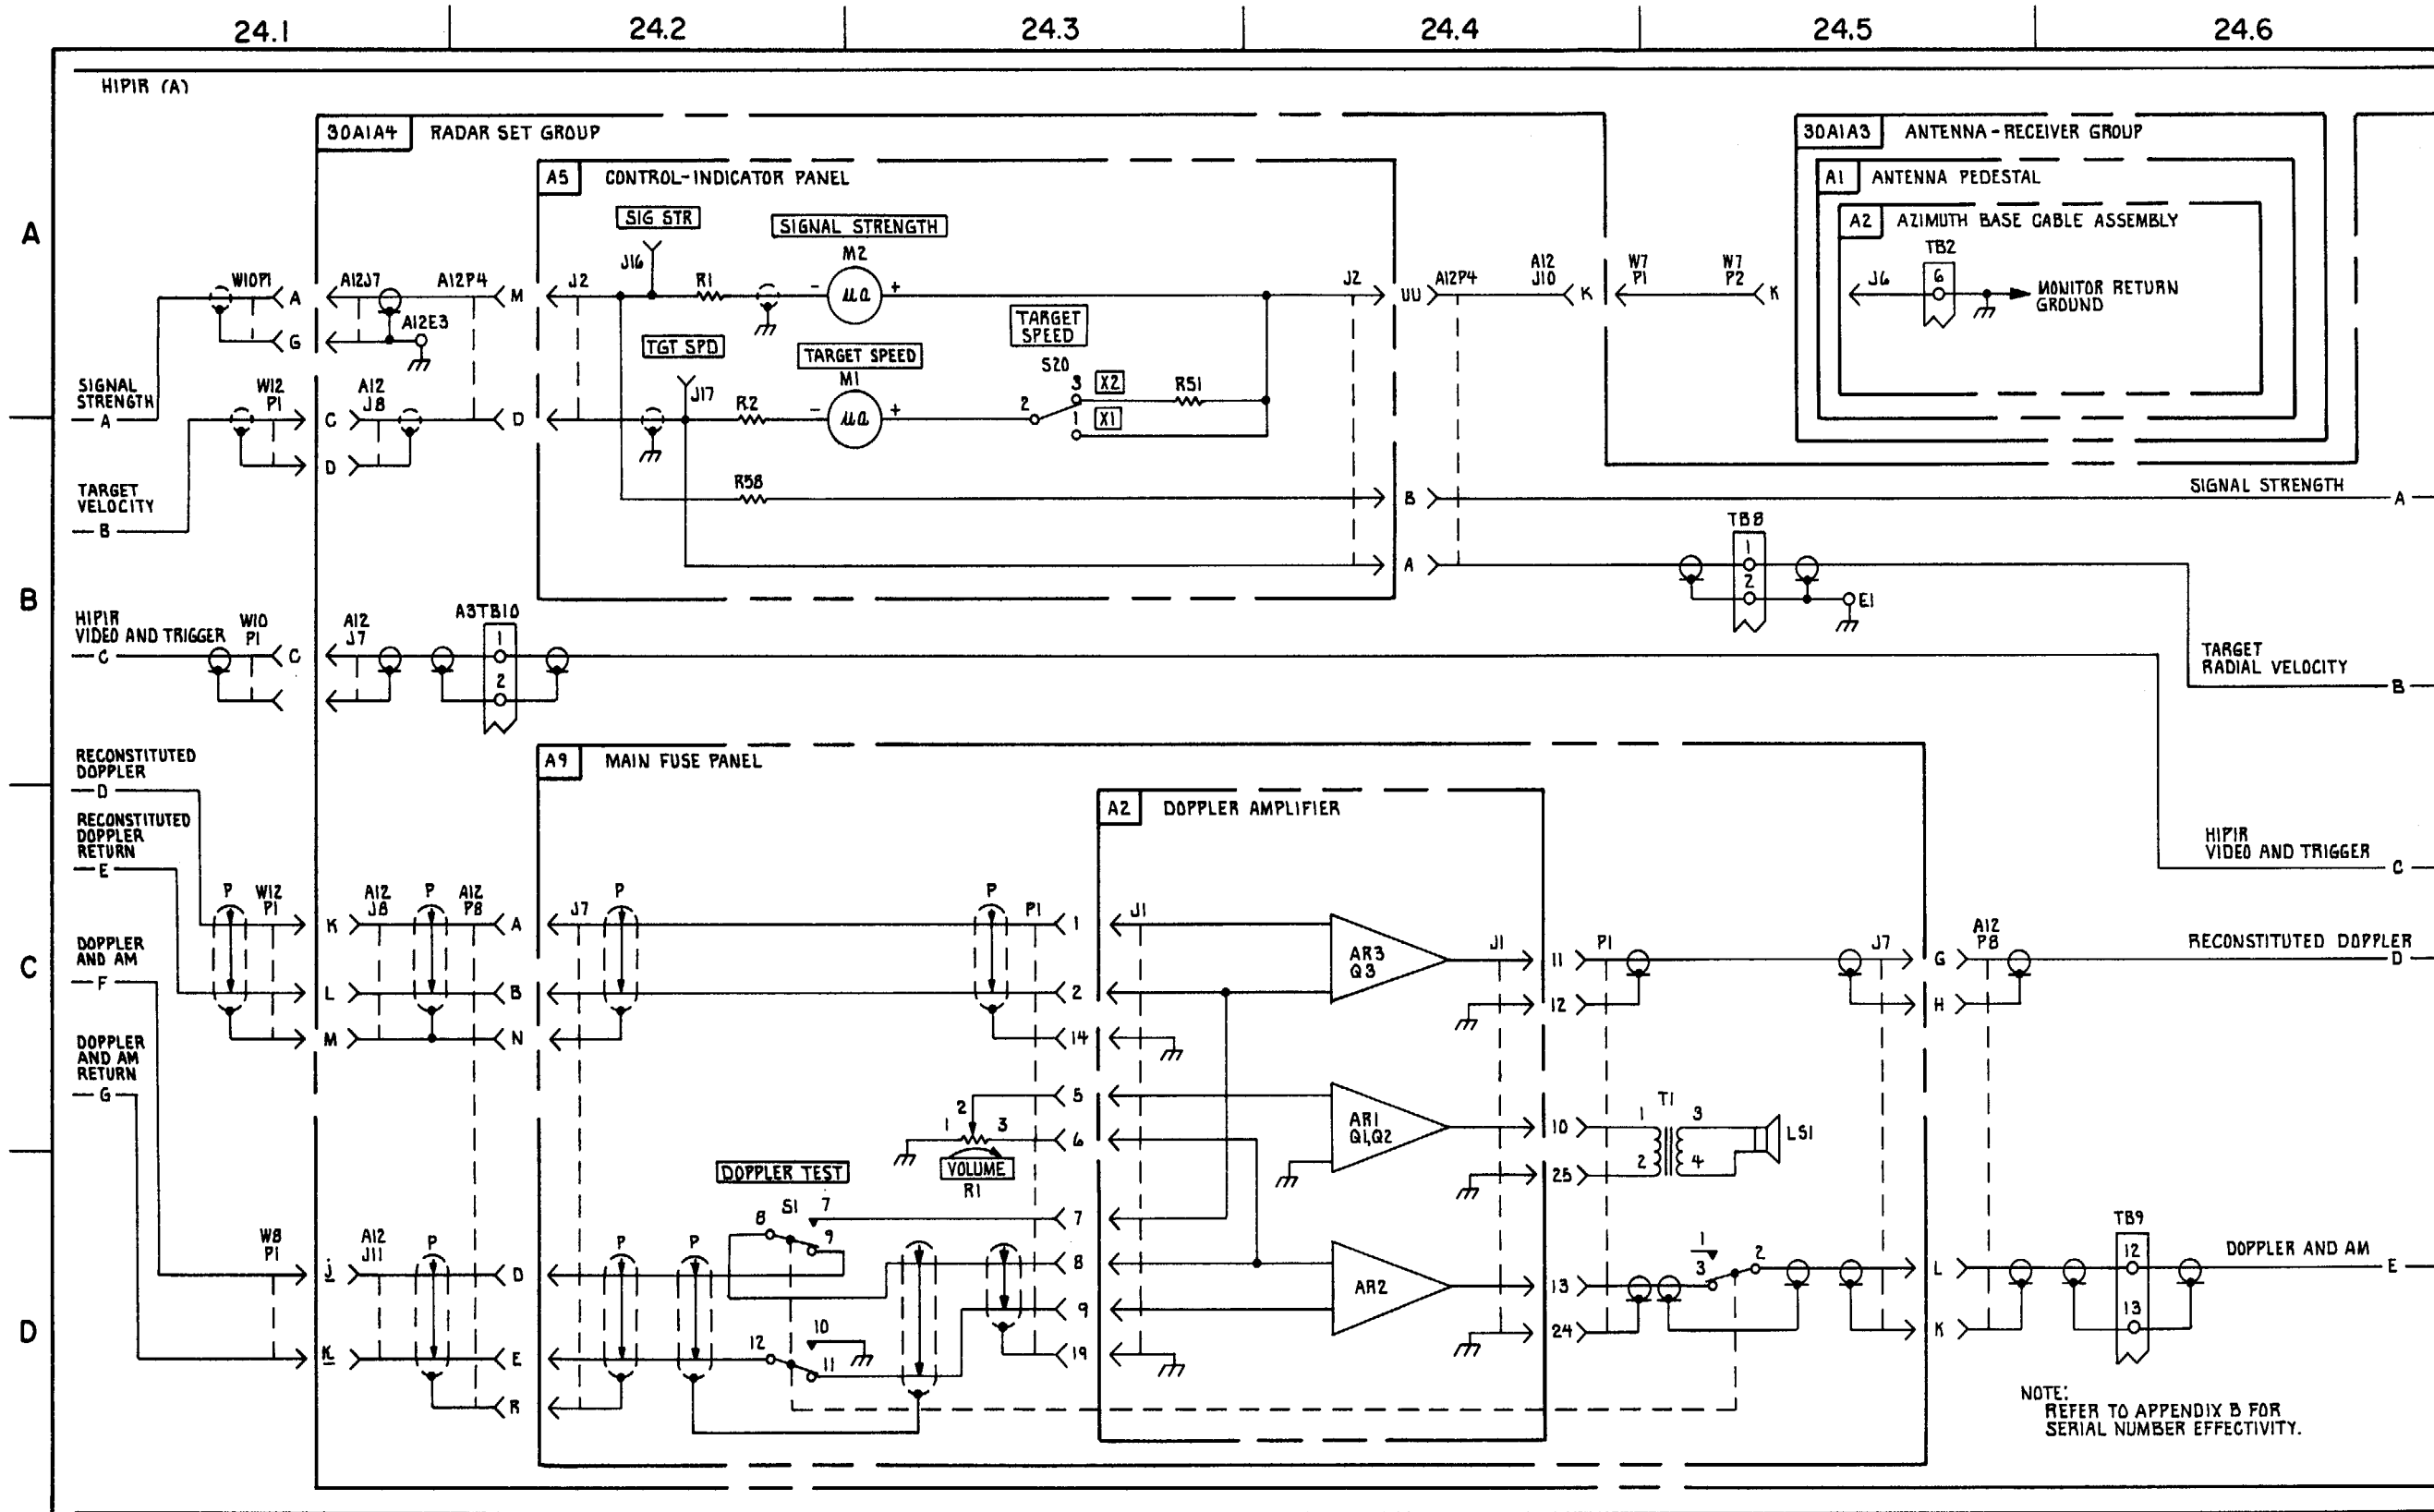 24.1 24.2 24.3 24.4 24.5 24.6
HIPIR (A)
30A1A4 RADAR SET GROUP
30A1A3 ANTENNA-RECEIVER GROUP
A5 CONTROL-INDICATOR PANEL
A1 ANTENNA PEDESTAL
A2 AZIMUTH BASE CABLE ASSEMBLY
A
SIG STR
SIGNAL STRENGTH
J16 R1 M2
- μa +
W10P1 A A12J7 A12P4 M J2
J2 UU A12P4 A12 J10 K W7 P1 W7 P2 K
J6 TB2 6
MONITOR RETURN
GROUND
G A12E3
TGT SPD
TARGET SPEED
J17 R2 M1
- μa +
TARGET
SPEED
S20
2 3 X2 R51
1 X1
SIGNAL
STRENGTH
A
W12
P1
C A12
J8
D
D
TARGET
VELOCITY
B
R58
B
SIGNAL STRENGTH A
A
TB8
1
2
E1
B
HIPIR
VIDEO AND TRIGGER
C
W10
P1
C
A12
J7
A3TB10
1
2
TARGET
RADIAL VELOCITY
B
RECONSTITUTED
DOPPLER
D
A9 MAIN FUSE PANEL
A2 DOPPLER AMPLIFIER
RECONSTITUTED
DOPPLER
RETURN
E
HIPIR
VIDEO AND TRIGGER C
C
P W12
P1
K A12
J8
P A12
P8
A J7 P
P P1 1 J1
AR3
Q3
J1 11 P1
J7 G A12
P8
RECONSTITUTED DOPPLER
D
DOPPLER
AND AM
F
L B 2
12 H
M N 14
DOPPLER
AND AM
RETURN
G
5
1 2 3 6
VOLUME
R1
AR1
Q1,Q2
10
25
T1
1 3
2 4
LS1
DOPPLER TEST
S1 7
8 9
7
D
W8
P1
j A12
J11
P
D
P P
8
AR2
13
1
3 2
L
TB9
12
DOPPLER AND AM
E
9
24
K
13
k E
12 10
11
19
R
NOTE:
REFER TO APPENDIX B FOR
SERIAL NUMBER EFFECTIVITY.